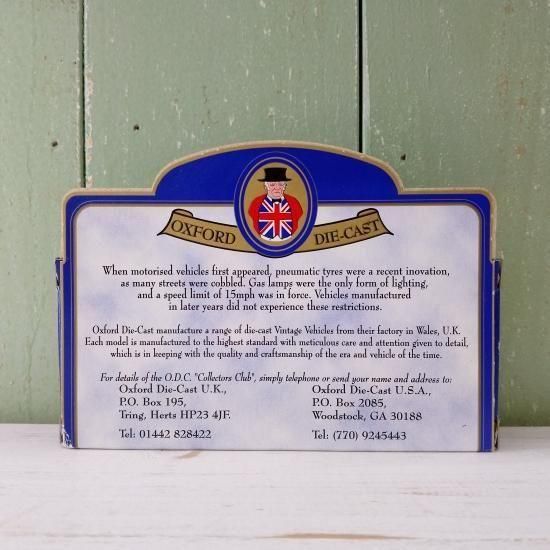 OXFORD DIE-CAST
When motorised vehicles first appeared, pneumatic tyres were a recent inovation,
as many streets were cobbled. Gas lamps were the only form of lighting,
and a speed limit of 15mph was in force. Vehicles manufactured
in later years did not experience these restrictions.
Oxford Die-Cast manufacture a range of die-cast Vintage Vehicles from their factory in Wales, U.K.
Each model is manufactured to the highest standard with meticulous care and attention given to detail,
which is in keeping with the quality and craftsmanship of the era and vehicle of the time.
For details of the O.D.C. "Collectors Club", simply telephone or send your name and address to:
Oxford Die-Cast U.K.,
P.O. Box 195,
Tring, Herts HP23 4JF.
Tel: 01442 828422
Oxford Die-Cast U.S.A.,
P.O. Box 2085,
Woodstock, GA 30188
Tel: (770) 9245443